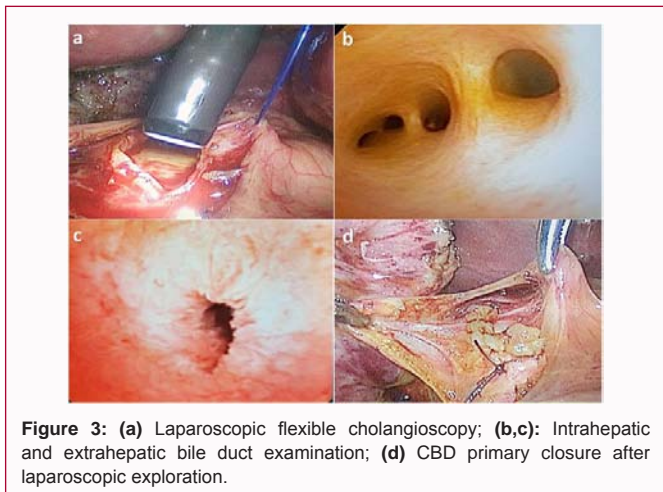 a
b
c
d
Figure 3: (a) Laparoscopic flexible cholangioscopy; (b,c): Intrahepatic
and extrahepatic bile duct examination; (d) CBD primary closure after
laparoscopic exploration.